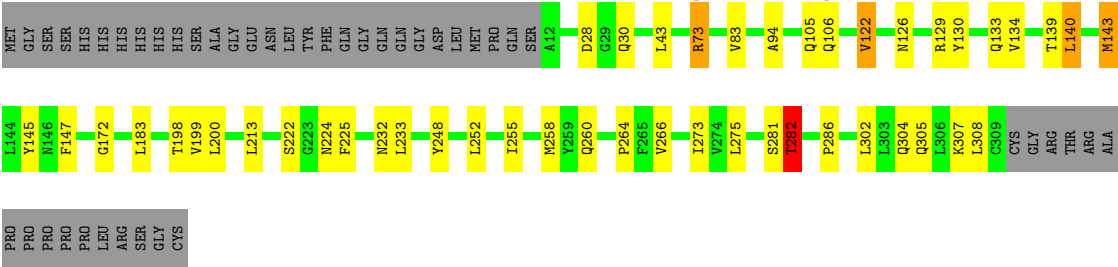 MET GLY SER SER HIS HIS HIS HIS HIS HIS SER ALA GLY GLU ASN LEU TYR PHE GLN GLY GLN GLN GLY ASP LEU MET PRO GLN SER A12 D28 G29 Q30 L43 R73 V83 A94 Q105 Q106 V122 N126 R129 Y130 Q133 V134 T139 L140 M143
L144 Y145 N146 F147 G172 L183 T198 V199 L200 L213 S222 G223 N224 F225 N232 L233 Y248 L252 I255 M258 Y259 Q260 P264 F265 V266 I273 V274 L275 S281 T282 P286 L302 L303 Q304 Q305 L306 K307 L308 C309 CYS GLY ARG THR ARG ALA
PRO PRO PRO PRO PRO LEU ARG SER GLY CYS